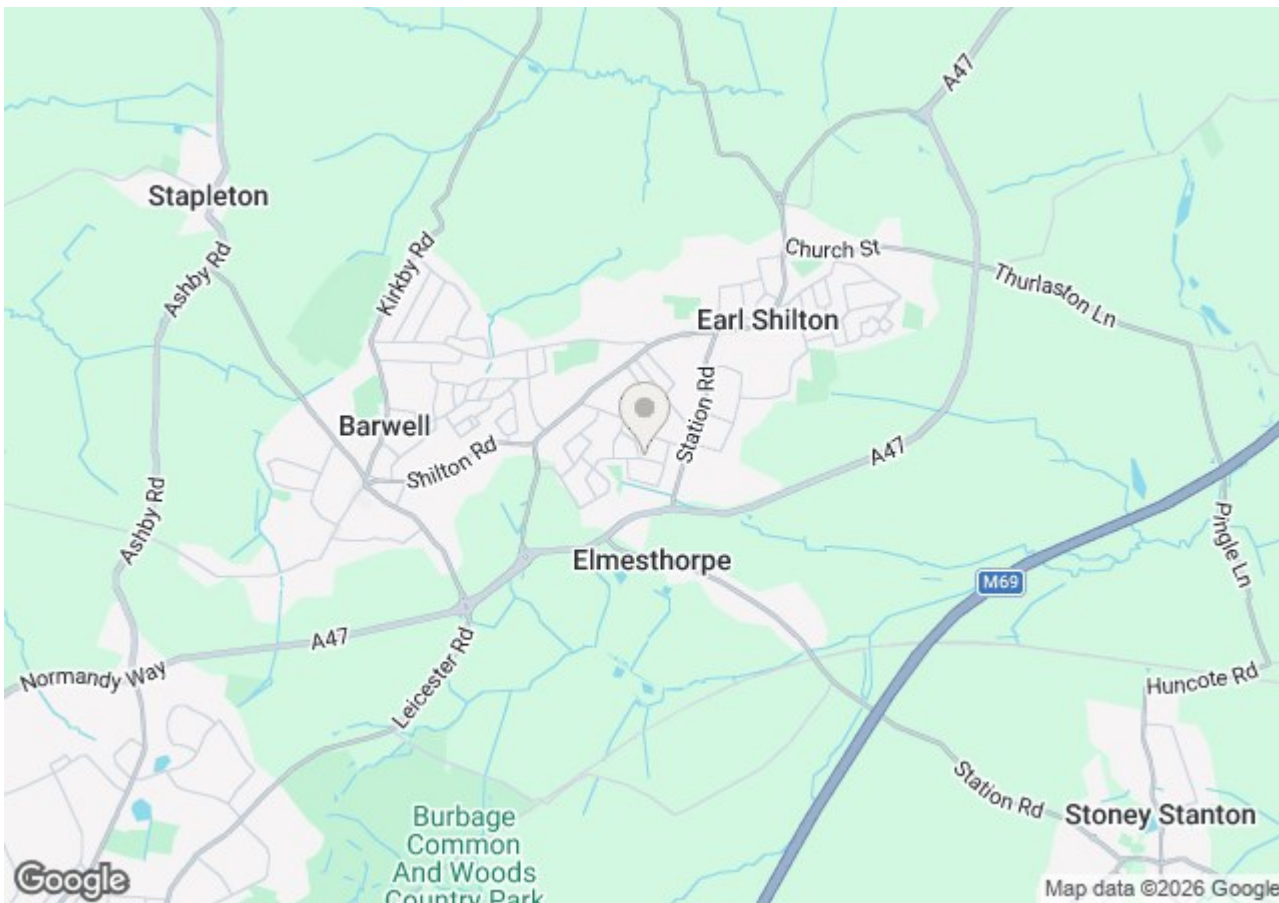 A47
Stapleton
Ashby Rd
Kirkby Rd
Church St
Thurlaston Ln
Earl Shilton
Station Rd
Barwell
Shilton Rd
A47
Ashby Rd
Pingle Ln
Elmesthorpe
M69
A47
Normandy Way
Leicester Rd
Huncote Rd
Station Rd
Stoney Stanton
Burbage
Common
And Woods
Country Park
Google
Map data ©2026 Google